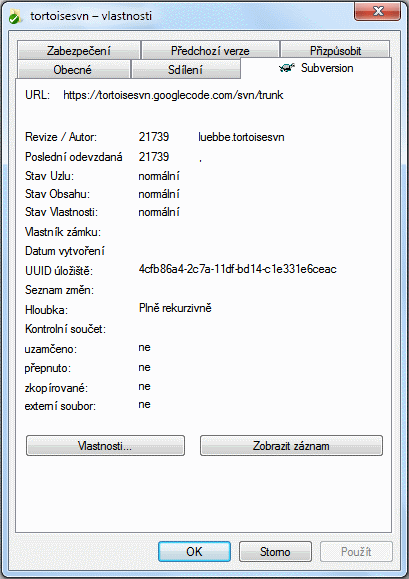 tortoisesvn – vlastnosti
Zabezpečení Předchozí verze Přizpůsobit
Obecné Sdílení Subversion
URL: https://tortoisesvn.googlecode.com/svn/trunk
Revize / Autor: 21739 luebbe.tortoisesvn
Poslední odevzdaná 21739 ,
Stav Uzlu: normální
Stav Obsahu: normální
Stav Vlastnosti: normální
Vlastník zámku:
Datum vytvoření
UUID úložiště: 4cfb86a4-2c7a-11df-bd14-c1e331e6ceac
Seznam změn:
Hloubka: Plně rekurzivně
Kontrolní součet:
uzamčeno: ne
přepnuto: ne
zkopírované: ne
externí soubor: ne
Vlastnosti... Zobrazit záznam
OK Storno Použít